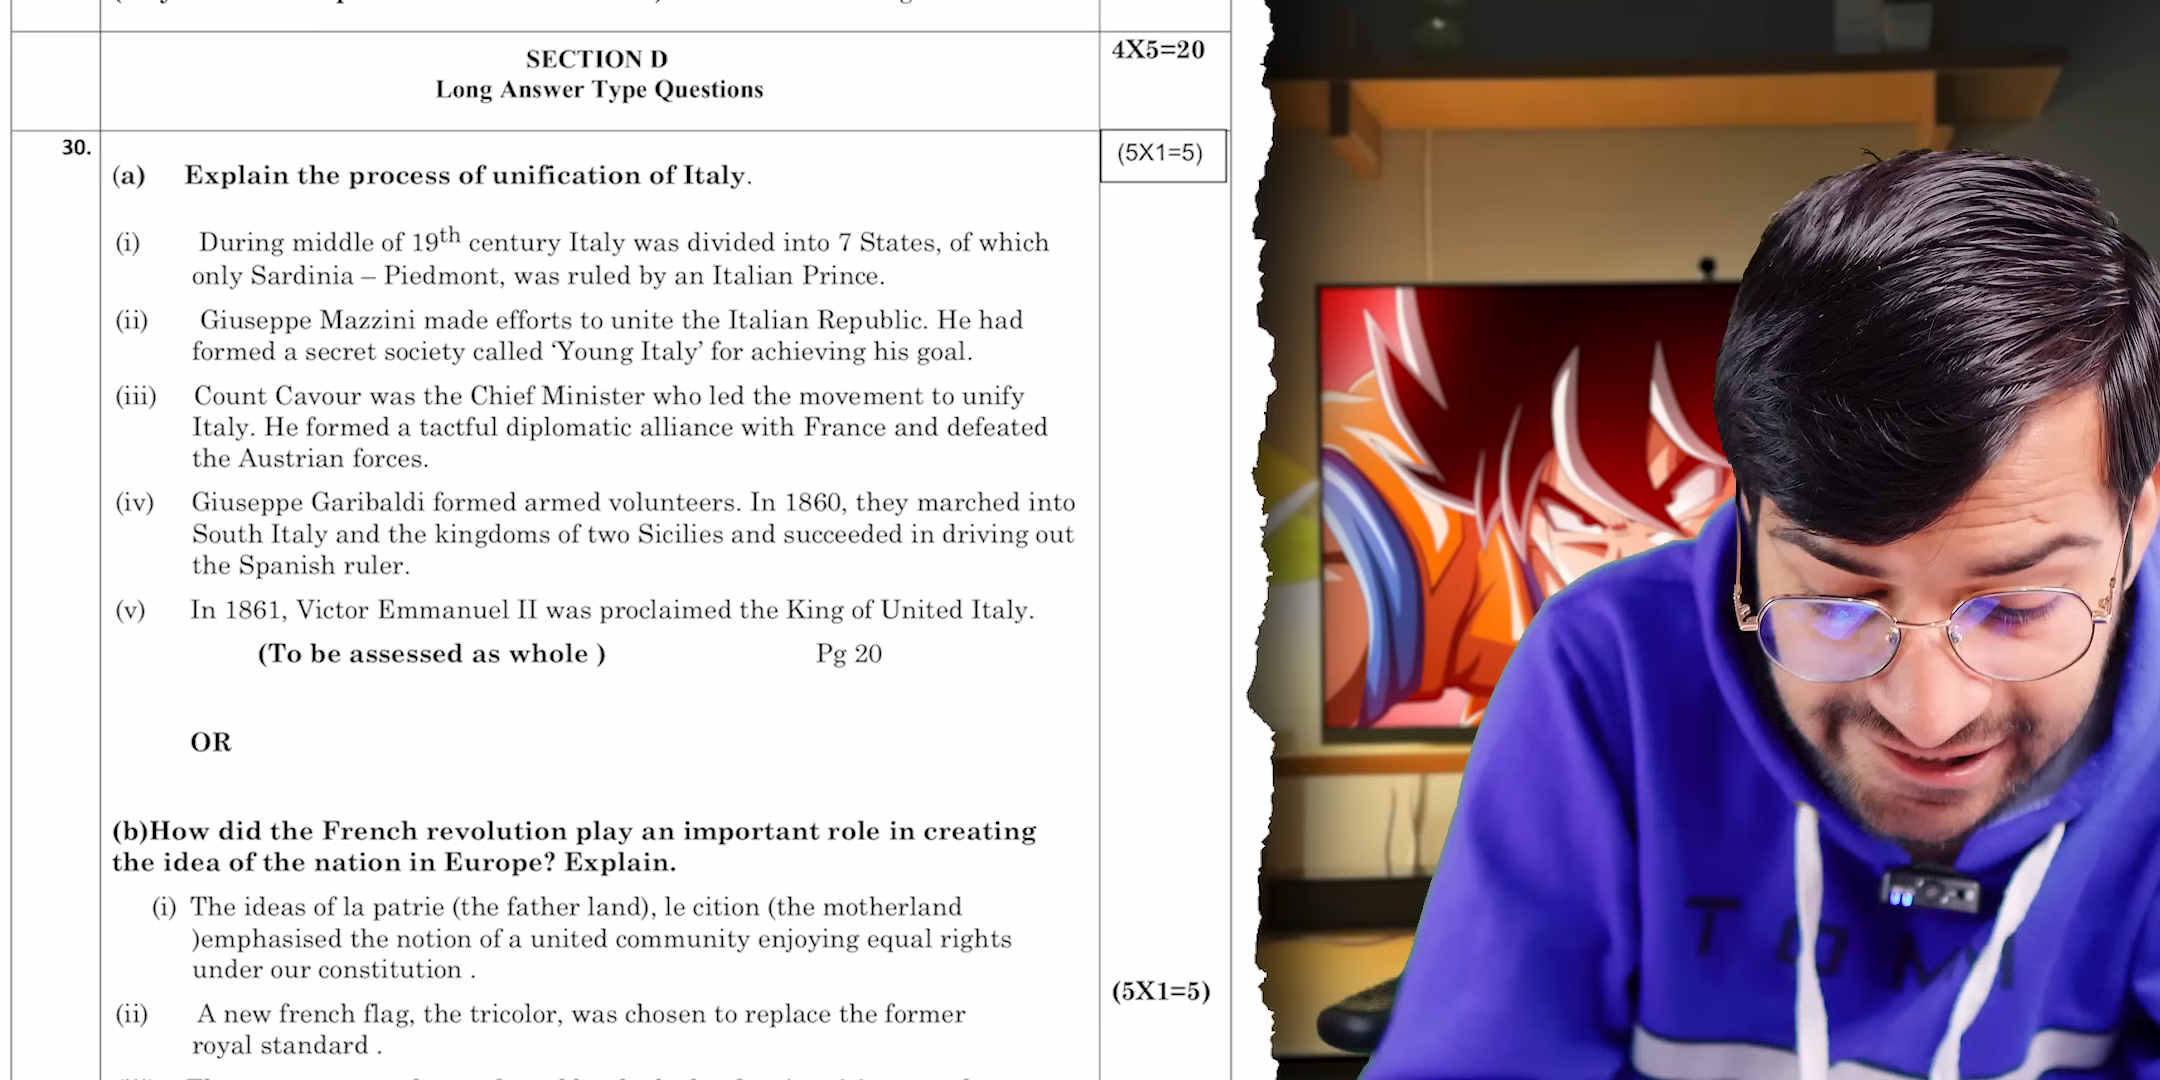 SECTION D
4X5=20
Long Answer Type Questions
30.
(5X1=5)
(a) Explain the process of unification of Italy.
(i) During middle of 19th century Italy was divided into 7 States, of which
only Sardinia – Piedmont, was ruled by an Italian Prince.
(ii) Giuseppe Mazzini made efforts to unite the Italian Republic. He had
formed a secret society called ‘Young Italy’ for achieving his goal.
(iii) Count Cavour was the Chief Minister who led the movement to unify
Italy. He formed a tactful diplomatic alliance with France and defeated
the Austrian forces.
(iv) Giuseppe Garibaldi formed armed volunteers. In 1860, they marched into
South Italy and the kingdoms of two Sicilies and succeeded in driving out
the Spanish ruler.
(v) In 1861, Victor Emmanuel II was proclaimed the King of United Italy.
(To be assessed as whole ) Pg 20
OR
(b)How did the French revolution play an important role in creating
the idea of the nation in Europe? Explain.
(i) The ideas of la patrie (the father land), le cition (the motherland
)emphasised the notion of a united community enjoying equal rights
under our constitution .
(5X1=5)
(ii) A new french flag, the tricolor, was chosen to replace the former
royal standard .
TOMM